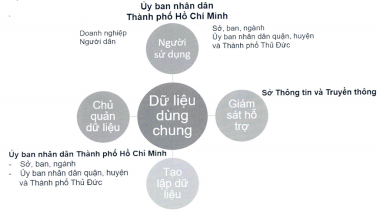 Ủy ban nhân dân
Thành phố Hồ Chí Minh
Doanh nghiệp
Người dân
Người
sử dụng
Sở, ban, ngành
Ủy ban nhân dân quận, huyện
và Thành phố Thủ Đức
Chủ
quản
dữ liệu
Dữ liệu
dùng
chung
Giám
sát hỗ
trợ
Sở Thông tin và Truyền thông
Ủy ban nhân dân Thành phố Hồ Chí Minh
- Sở, ban, ngành
- Ủy ban nhân dân quận, huyện
và Thành phố Thủ Đức
Tạo
lập dữ
liệu